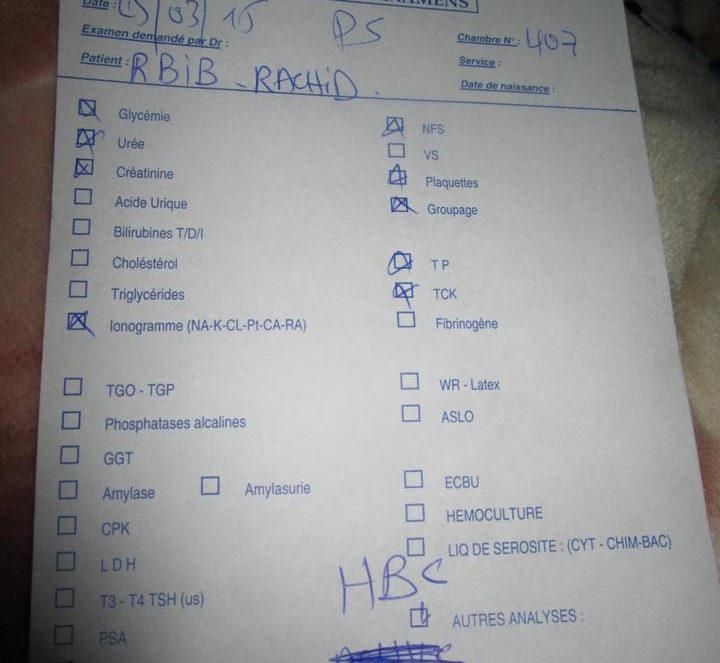 EXAMENS
Date : 15/03/15
PS
Examen demandé par Dr :
Chambre N° : 407
Patient : RBiB - RACHiD.
Service :
Date de naissance :
Glycémie
NFS
Urée
VS
Créatinine
Plaquettes
Acide Urique
Groupage
Bilirubines T/D/I
Choléstérol
T P
Triglycérides
TCK
Ionogramme (NA-K-CL-Pt-CA-RA)
Fibrinogène
TGO - TGP
WR - Latex
Phosphatases alcalines
ASLO
GGT
Amylase
Amylasurie
ECBU
CPK
HEMOCULTURE
L D H
LIQ DE SEROSITE : (CYT - CHIM-BAC)
HBC
T3 - T4 TSH (us)
AUTRES ANALYSES :
PSA